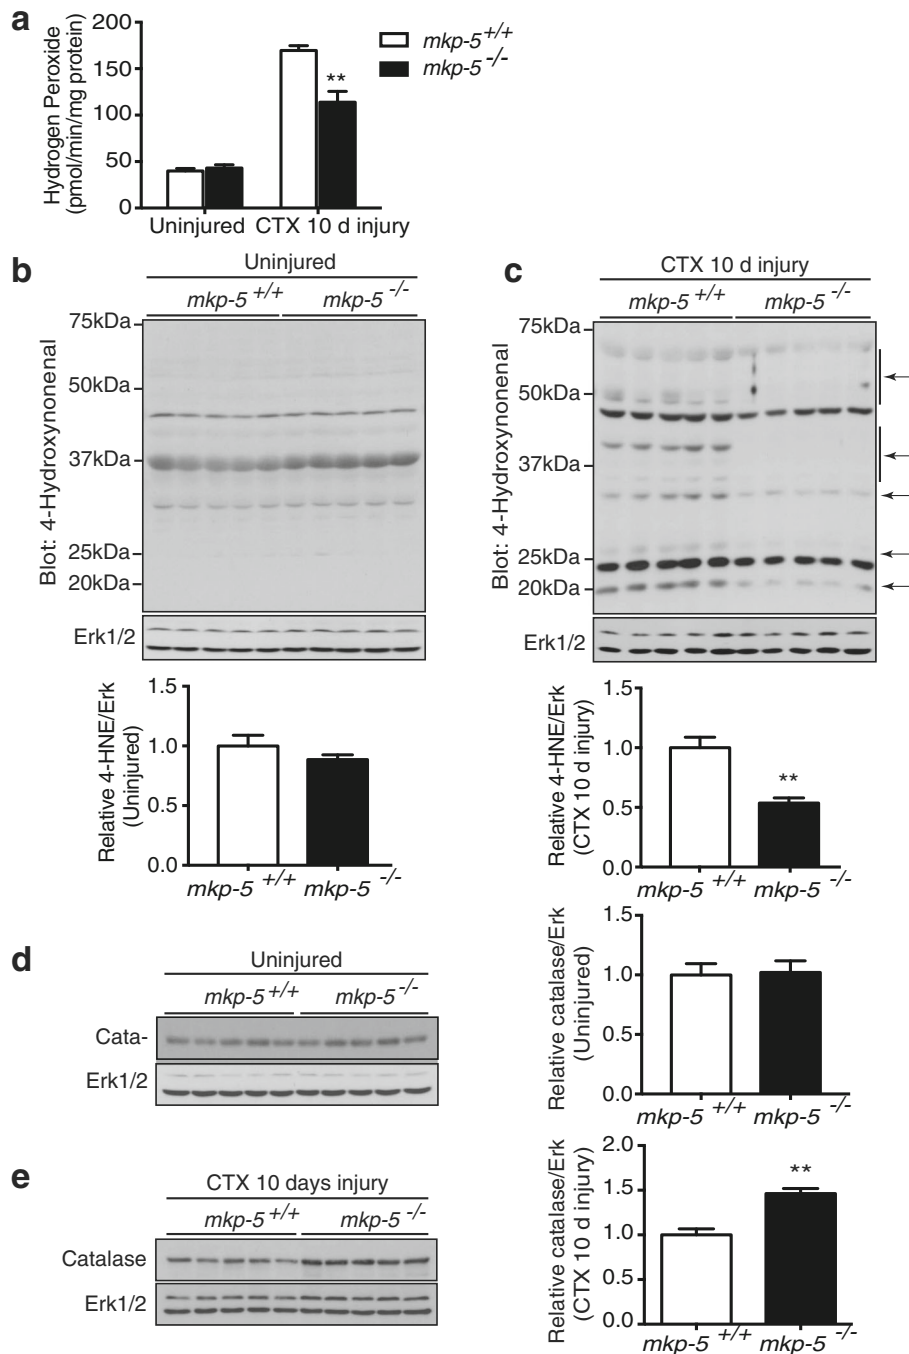 a
Hydrogen Peroxide
(pmol/min/mg protein)
200
150
100
50
0
**
Uninjured
CTX 10 d injury
mkp-5+/+
mkp-5-/-
b
Uninjured
mkp-5 +/+
mkp-5 -/-
Blot: 4-Hydroxynonenal
75kDa
50kDa
37kDa
25kDa
20kDa
Erk1/2
Relative 4-HNE/Erk
(Uninjured)
1.5
1.0
0.5
0.0
mkp-5 +/+
mkp-5 -/-
c
CTX 10 d injury
mkp-5 +/+
mkp-5 -/-
Blot: 4-Hydroxynonenal
75kDa
50kDa
37kDa
25kDa
20kDa
Erk1/2
Relative 4-HNE/Erk
(CTX 10 d injury)
1.5
1.0
0.5
0.0
**
mkp-5 +/+
mkp-5 -/-
d
Uninjured
mkp-5+/+
mkp-5-/-
Cata-
Erk1/2
Relative catalase/Erk
(Uninjured)
1.5
1.0
0.5
0.0
mkp-5 +/+
mkp-5 -/-
e
CTX 10 days injury
mkp-5+/+
mkp-5-/-
Catalase
Erk1/2
Relative catalase/Erk
(CTX 10 d injury)
2.0
1.5
1.0
0.5
0.0
**
mkp-5 +/+
mkp-5 -/-